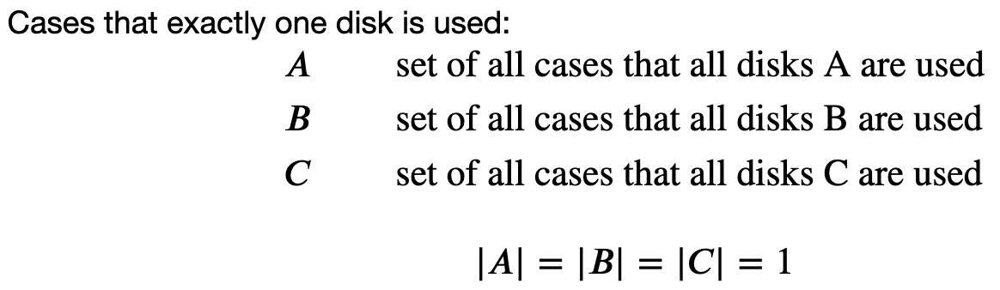 Cases that exactly one disk is used:
A set of all cases that all disks A are used
B set of all cases that all disks B are used
C set of all cases that all disks C are used
|A| = |B| = |C| = 1